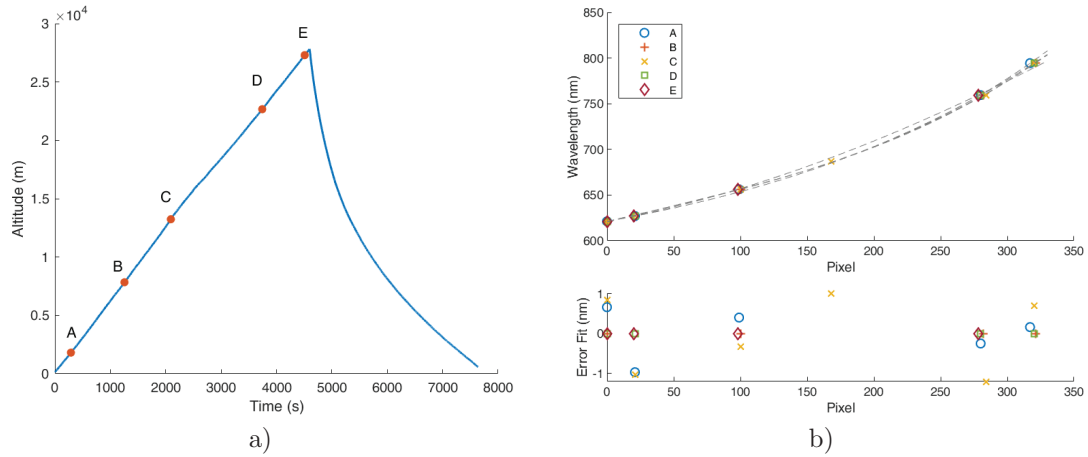 ×10⁴
3
2.5
2
1.5
1
0.5
0
Altitude (m)
A
B
C
D
E
0 1000 2000 3000 4000 5000 6000 7000 8000
Time (s)
a)
850
800
750
700
650
600
Wavelength (nm)
A
B
C
D
E
0 50 100 150 200 250 300 350
Pixel
1
0
-1
Error Fit (nm)
0 50 100 150 200 250 300 350
Pixel
b)